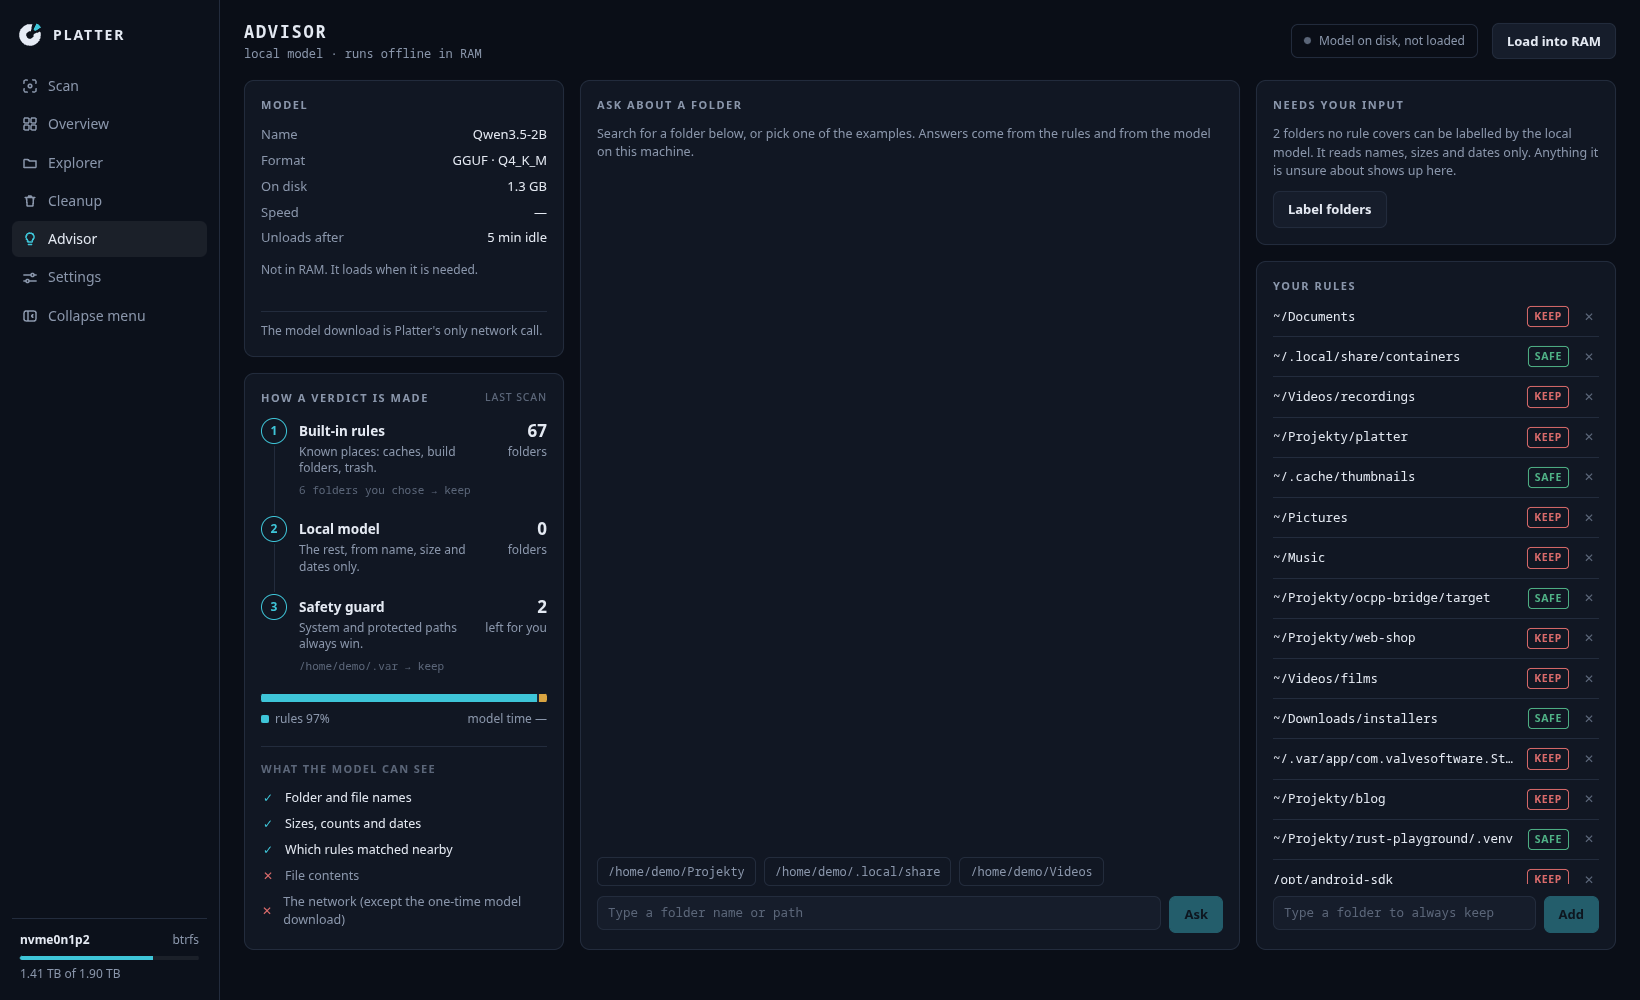 PLATTER
Scan
Overview
Explorer
Cleanup
Advisor
Settings
Collapse menu
nvme0n1p2 btrfs
1.41 TB of 1.90 TB
ADVISOR
local model · runs offline in RAM
Model on disk, not loaded
Load into RAM
MODEL
Name Qwen3.5-2B
Format GGUF · Q4_K_M
On disk 1.3 GB
Speed —
Unloads after 5 min idle
Not in RAM. It loads when it is needed.
The model download is Platter's only network call.
HOW A VERDICT IS MADE LAST SCAN
1 Built-in rules 67
Known places: caches, build folders
folders, trash.
6 folders you chose → keep
2 Local model 0
The rest, from name, size and folders
dates only.
3 Safety guard 2
System and protected paths left for you
always win.
/home/demo/.var → keep
rules 97% model time —
WHAT THE MODEL CAN SEE
✓ Folder and file names
✓ Sizes, counts and dates
✓ Which rules matched nearby
✕ File contents
✕ The network (except the one-time model
download)
ASK ABOUT A FOLDER
Search for a folder below, or pick one of the examples. Answers come from the rules and from the model
on this machine.
/home/demo/Projekty /home/demo/.local/share /home/demo/Videos
Type a folder name or path Ask
NEEDS YOUR INPUT
2 folders no rule covers can be labelled by the local
model. It reads names, sizes and dates only. Anything it
is unsure about shows up here.
Label folders
YOUR RULES
~/Documents KEEP ×
~/.local/share/containers SAFE ×
~/Videos/recordings KEEP ×
~/Projekty/platter KEEP ×
~/.cache/thumbnails SAFE ×
~/Pictures KEEP ×
~/Music KEEP ×
~/Projekty/ocpp-bridge/target SAFE ×
~/Projekty/web-shop KEEP ×
~/Videos/films KEEP ×
~/Downloads/installers SAFE ×
~/.var/app/com.valvesoftware.St… KEEP ×
~/Projekty/blog KEEP ×
~/Projekty/rust-playground/.venv SAFE ×
/opt/android-sdk KEEP ×
Type a folder to always keep Add